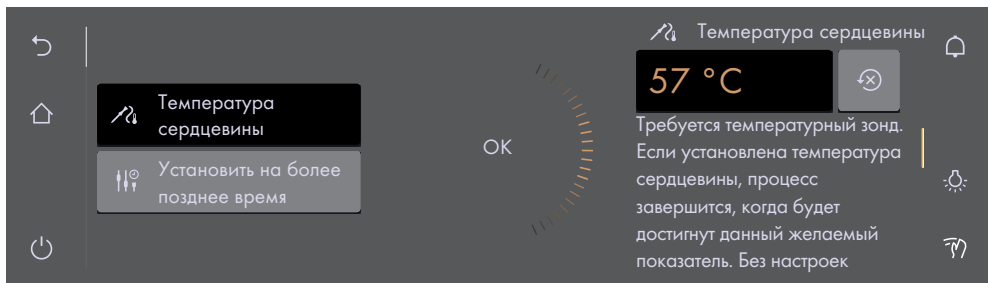 Температура
сердцевины
Установить на более
позднее время
OK
Температура сердцевины
57 °C
Требуется температурный зонд.
Если установлена температура
сердцевины, процесс
завершится, когда будет
достигнут данный желаемый
показатель. Без настроек